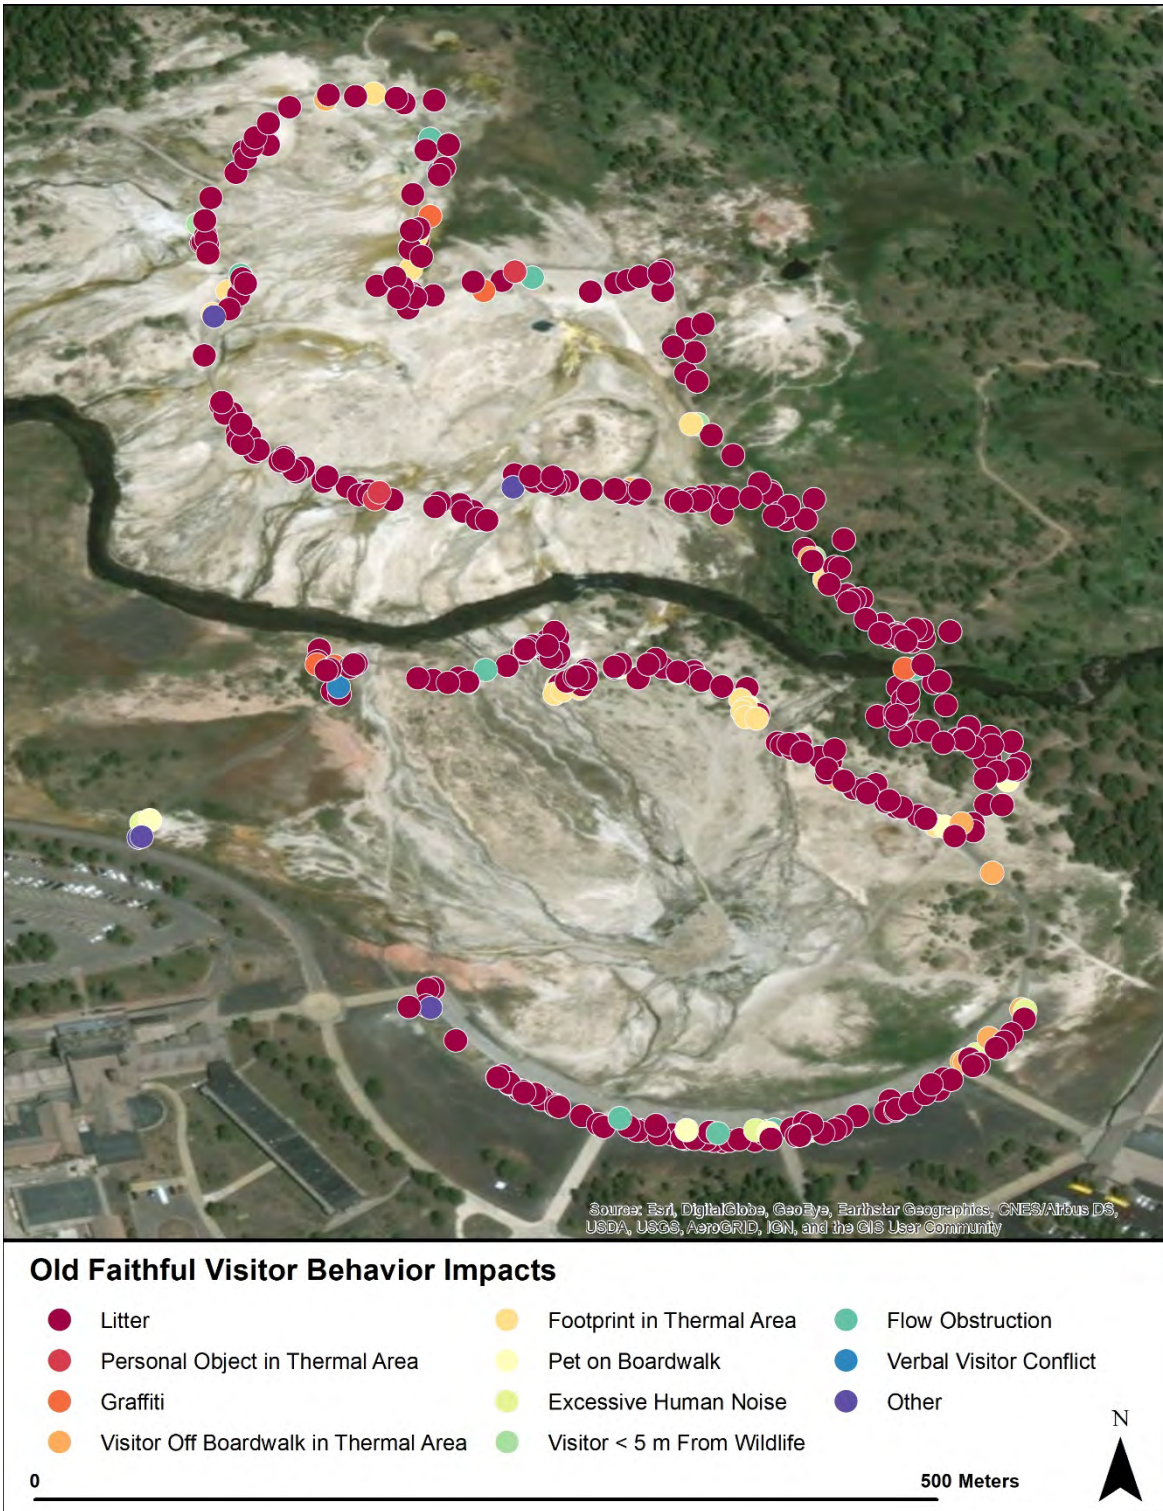 Source: Esri, DigitalGlobe, GeoEye, Earthstar Geographics, CNES/Airbus DS,
USDA, USGS, AeroGRID, IGN, and the GIS User Community
Old Faithful Visitor Behavior Impacts
Litter
Personal Object in Thermal Area
Graffiti
Visitor Off Boardwalk in Thermal Area
Footprint in Thermal Area
Pet on Boardwalk
Excessive Human Noise
Visitor < 5 m From Wildlife
Flow Obstruction
Verbal Visitor Conflict
Other
N
0 500 Meters